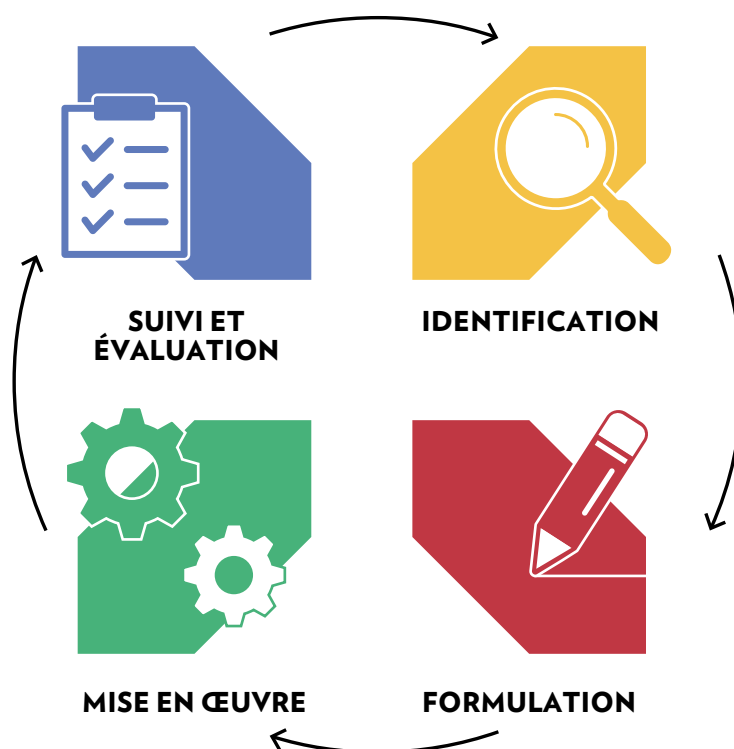 SUIVI ET
ÉVALUATION
IDENTIFICATION
MISE EN ŒUVRE
FORMULATION